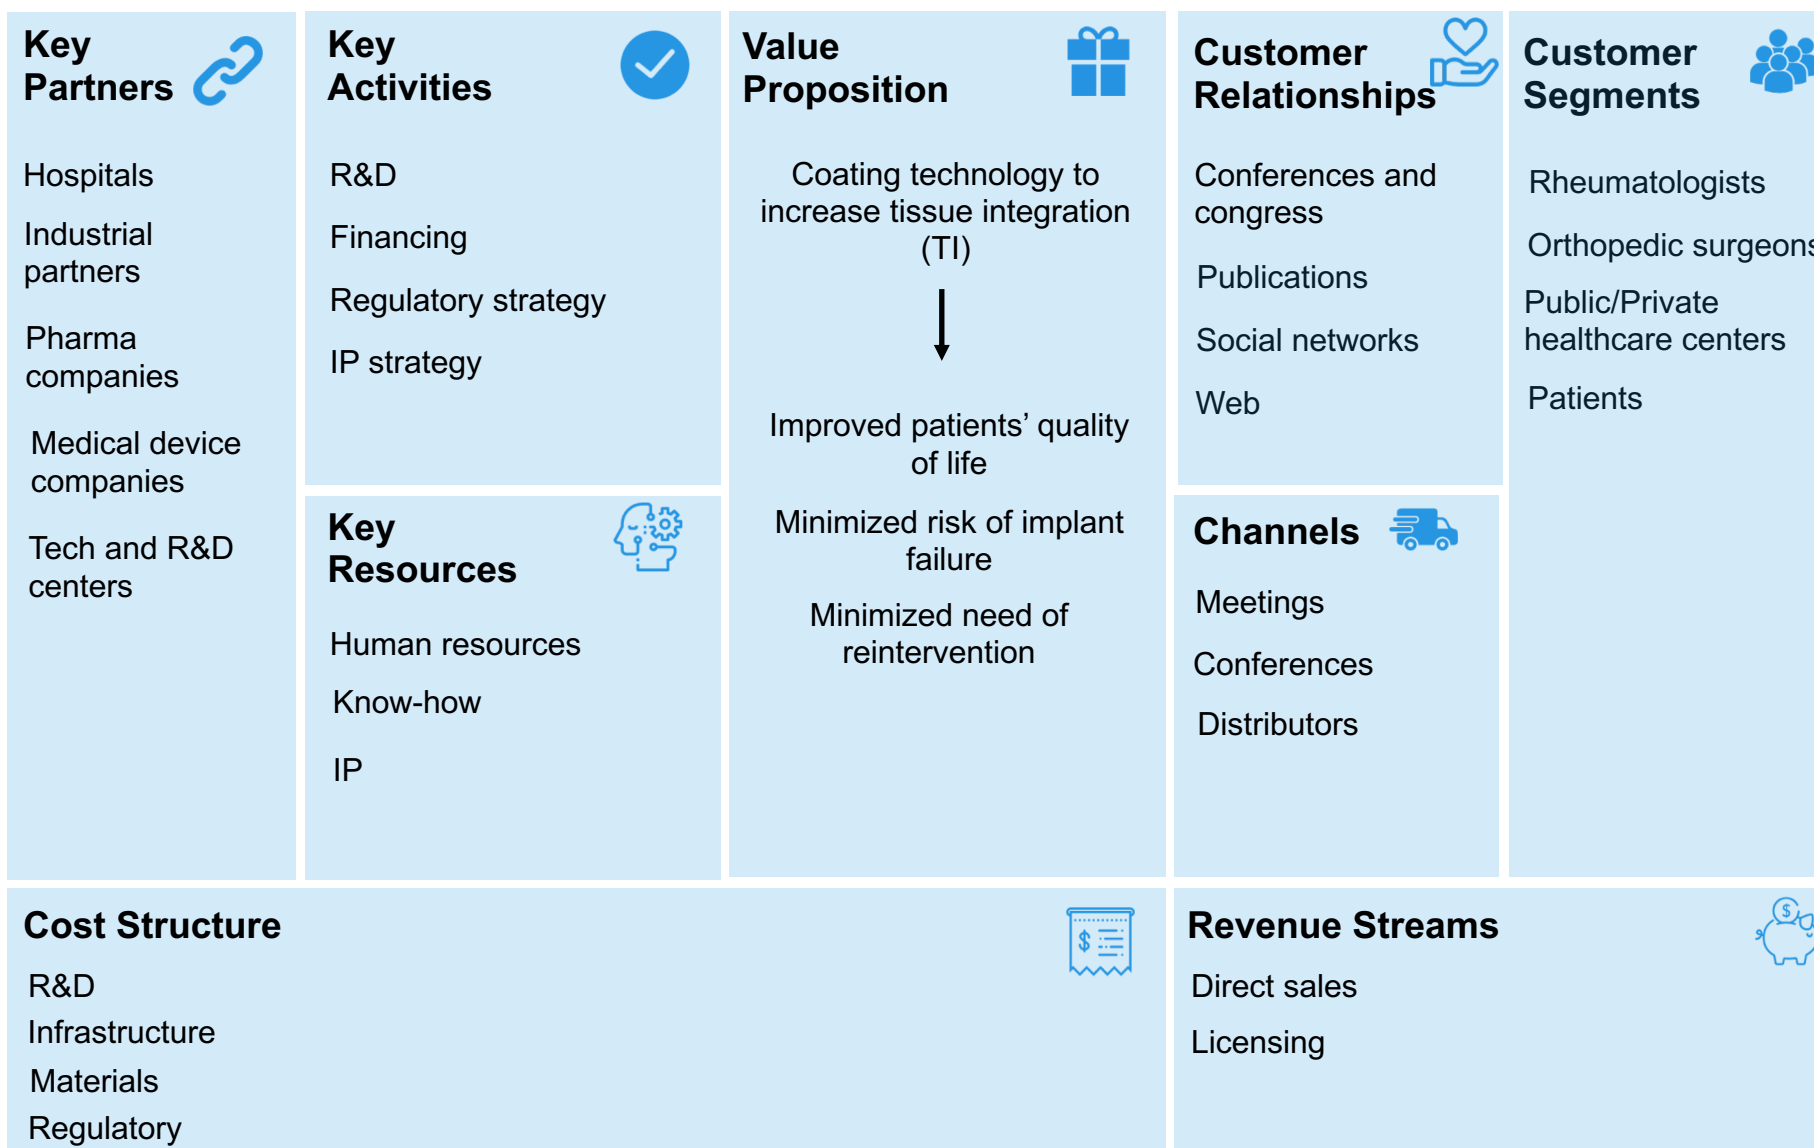 Key
Partners
Hospitals
Industrial
partners
Pharma
companies
Medical device
companies
Tech and R&D
centers
Key
Activities
R&D
Financing
Regulatory strategy
IP strategy
Key
Resources
Human resources
Know-how
IP
Value
Proposition
Coating technology to
increase tissue integration
(TI)
Improved patients’ quality
of life
Minimized risk of implant
failure
Minimized need of
reintervention
Customer
Relationships
Conferences and
congress
Publications
Social networks
Web
Channels
Meetings
Conferences
Distributors
Customer
Segments
Rheumatologists
Orthopedic surgeons
Public/Private
healthcare centers
Patients
Cost Structure
$
R&D
Infrastructure
Materials
Regulatory
Revenue Streams
$
Direct sales
Licensing